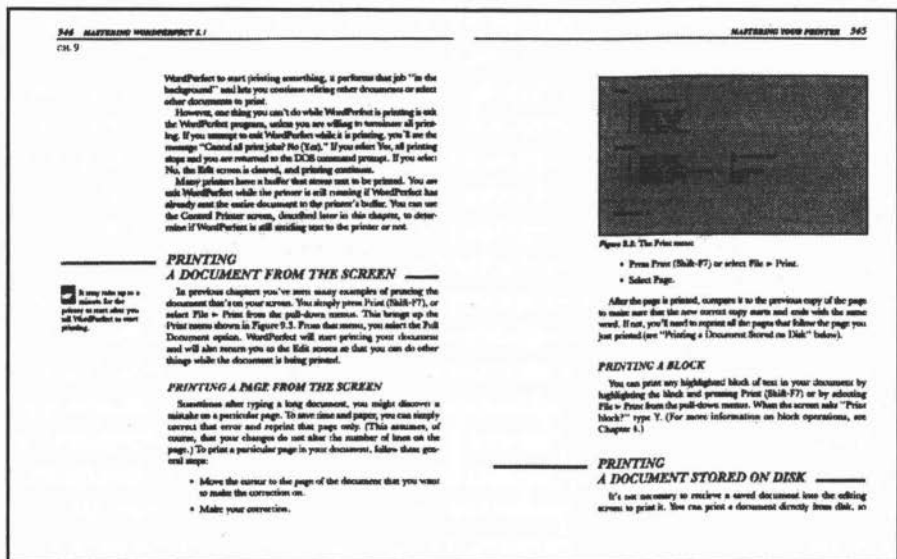 344 MASTERING WORDPERFECT 5.1
CH. 9
WordPerfect to start printing something, it performs that job "in the
background" and lets you continue editing other documents or select
other documents to print.
However, one thing you can't do while WordPerfect is printing is exit
the WordPerfect program, unless you are willing to terminate all print-
ing. If you attempt to exit WordPerfect while it is printing, you'll see the
message "Cancel all print jobs? No (Yes)." If you select Yes, all printing
stops and you are returned to the DOS command prompt. If you select
No, the Edit screen is cleared, and printing continues.
Many printers have a buffer that stores text to be printed. You can
exit WordPerfect while the printer is still running if WordPerfect has
already sent the entire document to the printer's buffer. You can use
the Control Printer screen, described later in this chapter, to deter-
mine if WordPerfect is still sending text to the printer or not.
PRINTING
A DOCUMENT FROM THE SCREEN
It may take up to a
minute for the
printer to start after you
tell WordPerfect to start
printing.
In previous chapters you've seen many examples of printing the
document that's on your screen. You simply press Print (Shift-F7), or
select File ► Print from the pull-down menus. This brings up the
Print menu shown in Figure 9.3. From that menu, you select the Full
Document option. WordPerfect will start printing your document
and will also return you to the Edit screen so that you can do other
things while the document is being printed.
PRINTING A PAGE FROM THE SCREEN
Sometimes after typing a long document, you might discover a
mistake on a particular page. To save time and paper, you can simply
correct that error and reprint that page only. (This assumes, of
course, that your changes do not alter the number of lines on the
page.) To print a particular page in your document, follow these gen-
eral steps:
• Move the cursor to the page of the document that you want
to make the correction on.
• Make your correction.
MASTERING YOUR PRINTER 345
Figure 9.3: The Print menu
• Press Print (Shift-F7) or select File ► Print.
• Select Page.
After the page is printed, compare it to the previous copy of the page
to make sure that the new correct copy starts and ends with the same
word. If not, you'll need to reprint all the pages that follow the page you
just printed (see "Printing a Document Stored on Disk" below).
PRINTING A BLOCK
You can print any highlighted block of text in your document by
highlighting the block and pressing Print (Shift-F7) or by selecting
File ► Print from the pull-down menus. When the screen asks "Print
block?" type Y. (For more information on block operations, see
Chapter 4.)
PRINTING
A DOCUMENT STORED ON DISK
It's not necessary to retrieve a saved document into the editing
screen to print it. You can print a document directly from disk, so